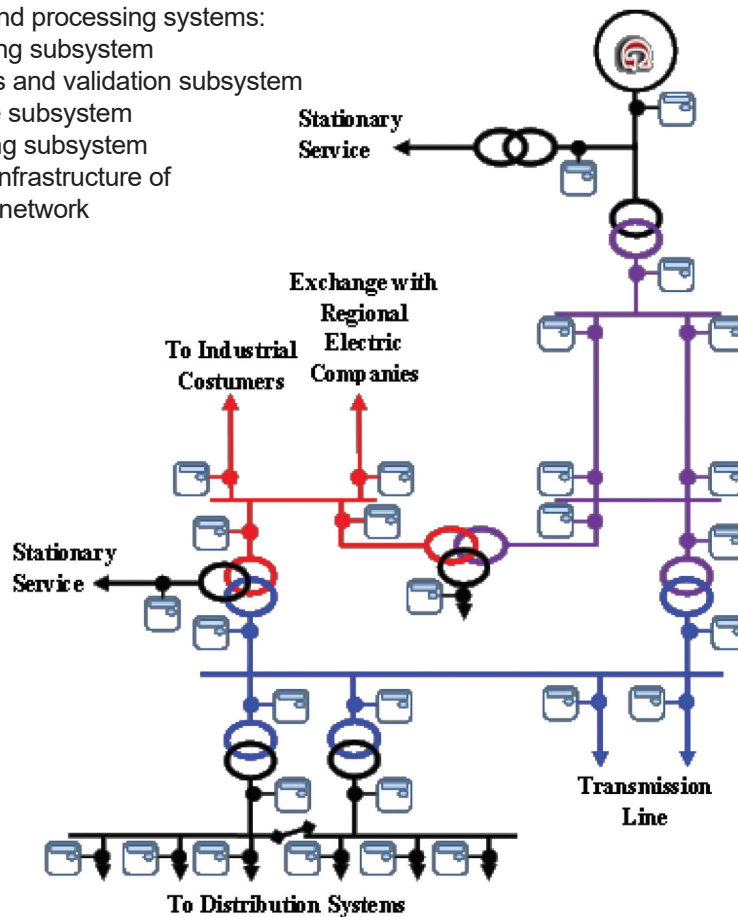 nd processing systems:
ng subsystem
s and validation subsystem
e subsystem
ng subsystem
nfrastructure of
network
Stationary
Service
Exchange with
Regional
Electric
Companies
To Industrial
Costumers
Stationary
Service
Transmission
Line
To Distribution Systems